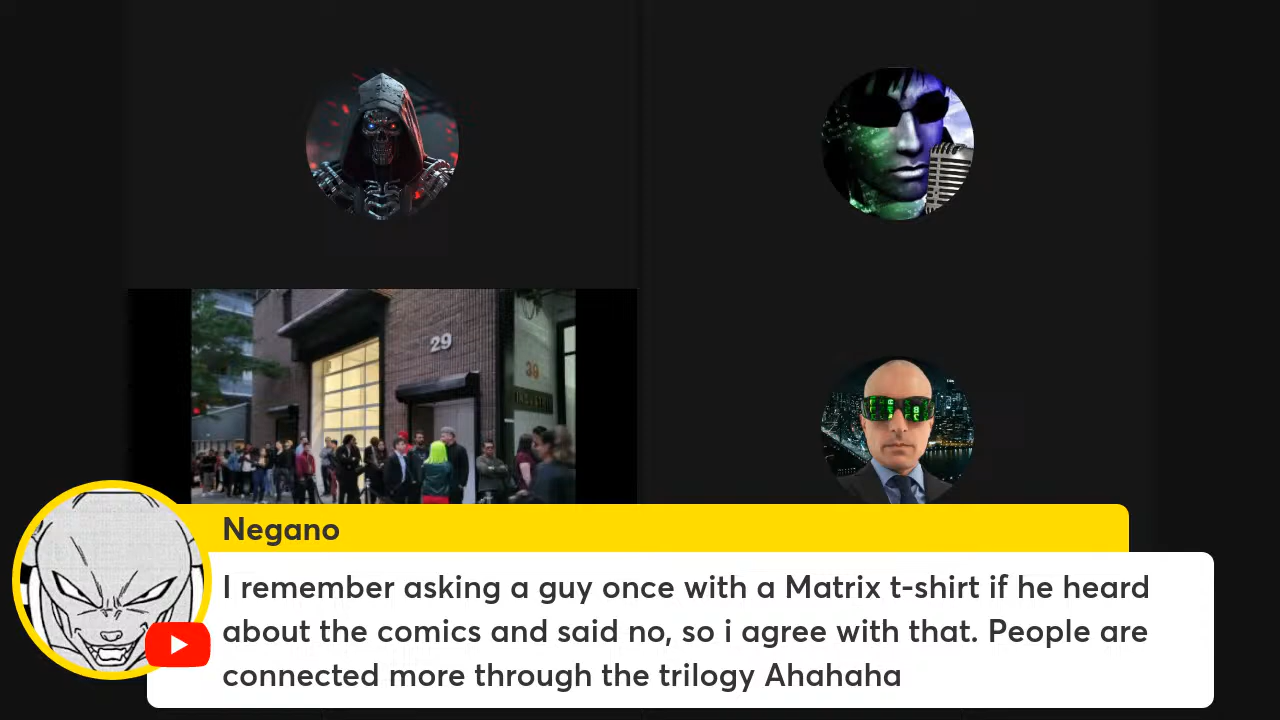 29
39
Negano
I remember asking a guy once with a Matrix t-shirt if he heard
about the comics and said no, so i agree with that. People are
connected more through the trilogy Ahahaha